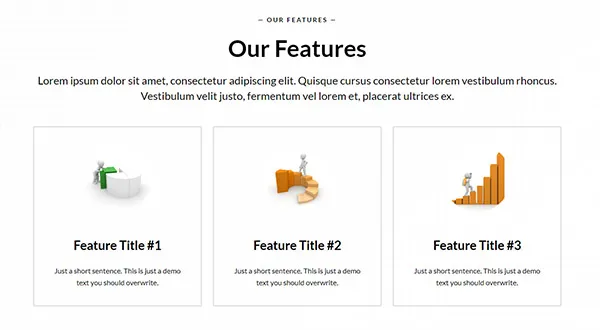 — OUR FEATURES —
Our Features
Lorem ipsum dolor sit amet, consectetur adipiscing elit. Quisque cursus consectetur lorem vestibulum rhoncus.
Vestibulum velit justo, fermentum vel lorem et, placerat ultrices ex.
Feature Title #1
Just a short sentence. This is just a demo
text you should overwrite.
Feature Title #2
Just a short sentence. This is just a demo
text you should overwrite.
Feature Title #3
Just a short sentence. This is just a demo
text you should overwrite.